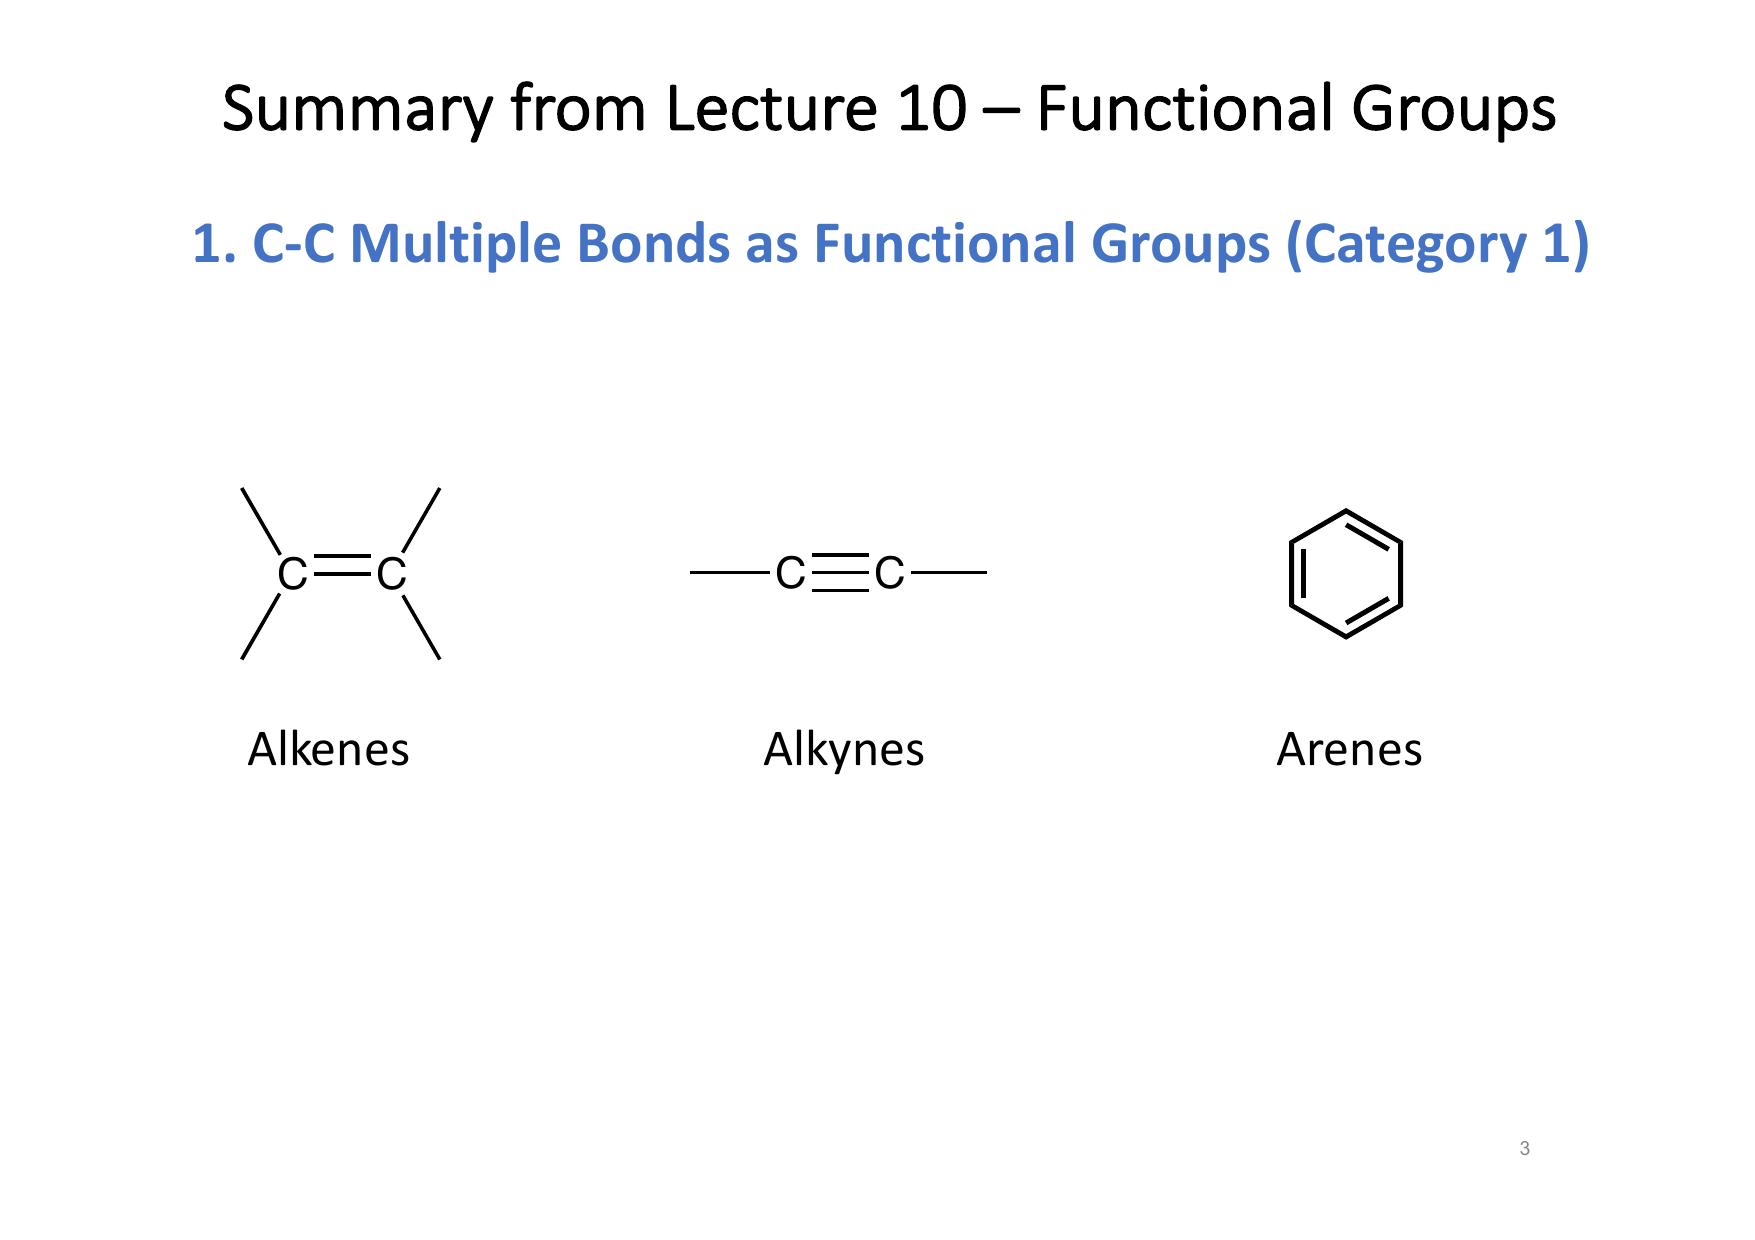 Summary from Lecture 10 – Functional Groups
1. C-C Multiple Bonds as Functional Groups (Category 1)
C C
C C
Alkenes
Alkynes
Arenes
3